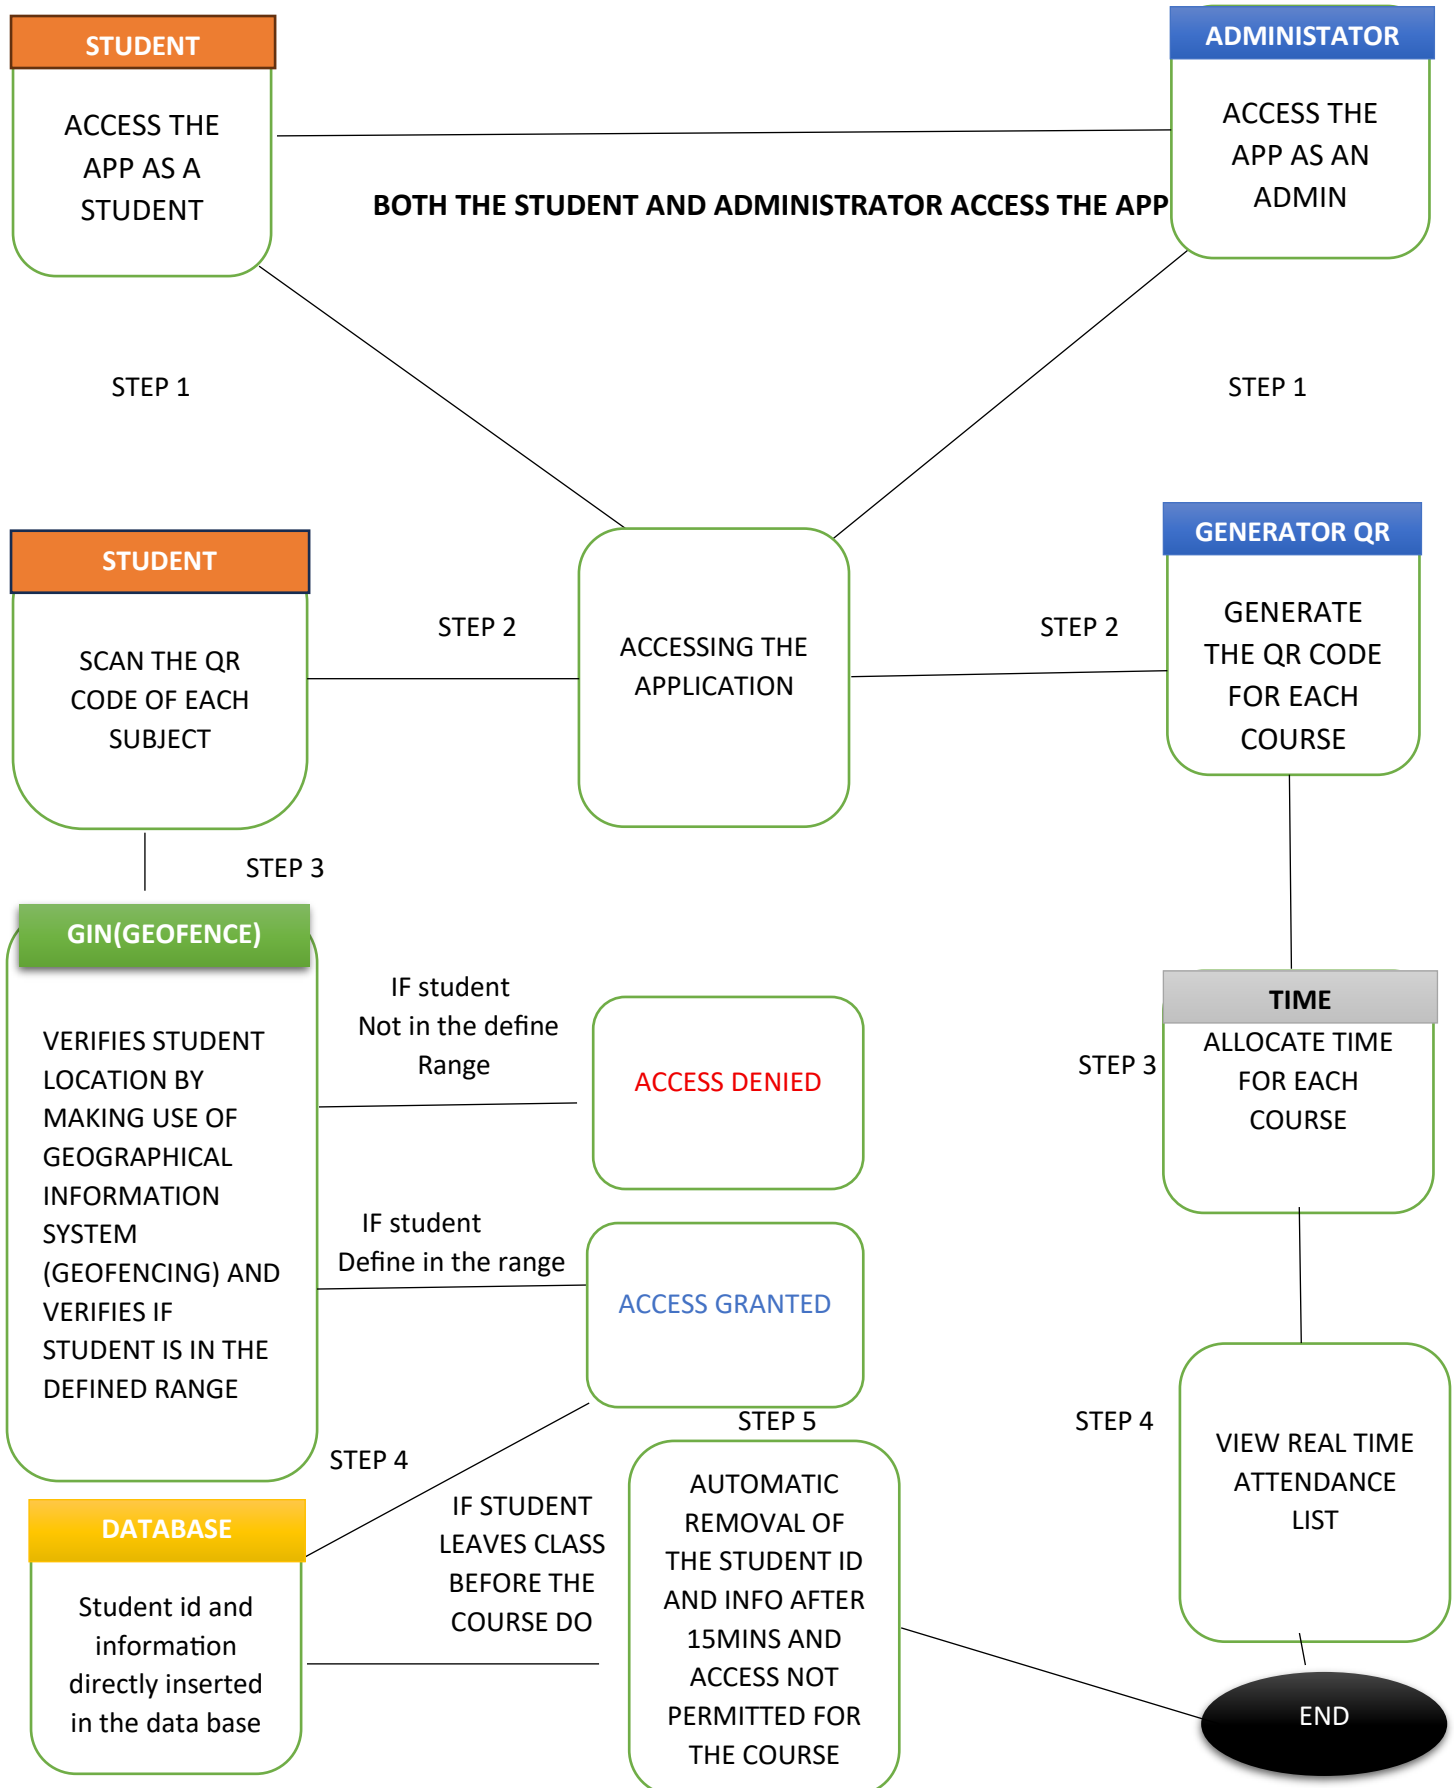 STUDENT
ACCESS THE
APP AS A
STUDENT
ADMINISTATOR
ACCESS THE
APP AS AN
ADMIN
BOTH THE STUDENT AND ADMINISTRATOR ACCESS THE APP
STEP 1
STEP 1
STUDENT
SCAN THE QR
CODE OF EACH
SUBJECT
STEP 2
ACCESSING THE
APPLICATION
STEP 2
GENERATOR QR
GENERATE
THE QR CODE
FOR EACH
COURSE
STEP 3
GIN(GEOFENCE)
VERIFIES STUDENT
LOCATION BY
MAKING USE OF
GEOGRAPHICAL
INFORMATION
SYSTEM
(GEOFENCING) AND
VERIFIES IF
STUDENT IS IN THE
DEFINED RANGE
IF student
Not in the define
Range
ACCESS DENIED
STEP 3
TIME
ALLOCATE TIME
FOR EACH
COURSE
IF student
Define in the range
ACCESS GRANTED
STEP 4
STEP 5
STEP 4
VIEW REAL TIME
ATTENDANCE
LIST
DATABASE
Student id and
information
directly inserted
in the data base
IF STUDENT
LEAVES CLASS
BEFORE THE
COURSE DO
AUTOMATIC
REMOVAL OF
THE STUDENT ID
AND INFO AFTER
15MINS AND
ACCESS NOT
PERMITTED FOR
THE COURSE
END